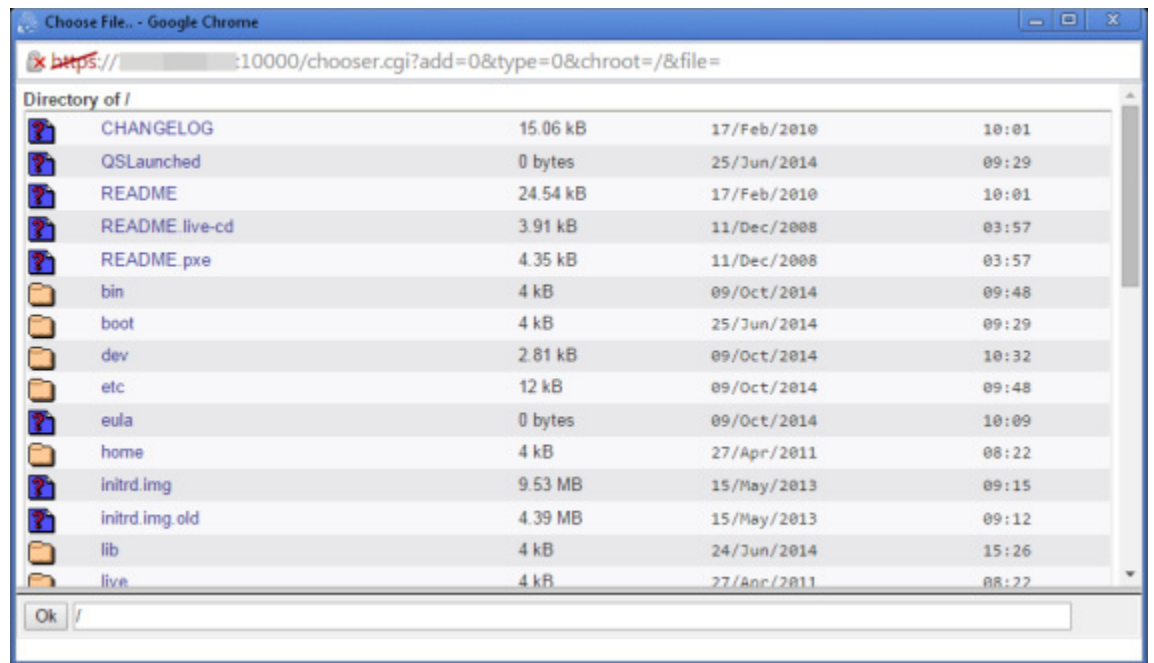 Choose File.. - Google Chrome
https:// :10000/chooser.cgi?add=0&type=0&chroot=/&file=
Directory of /
CHANGELOG 15.06 kB 17/Feb/2010 10:01
QSLaunched 0 bytes 25/Jun/2014 09:29
README 24.54 kB 17/Feb/2010 10:01
README.live-cd 3.91 kB 11/Dec/2008 03:57
README.pxe 4.35 kB 11/Dec/2008 03:57
bin 4 kB 09/Oct/2014 09:48
boot 4 kB 25/Jun/2014 09:29
dev 2.81 kB 09/Oct/2014 10:32
etc 12 kB 09/Oct/2014 09:48
eula 0 bytes 09/Oct/2014 10:09
home 4 kB 27/Apr/2011 08:22
initrd.img 9.53 MB 15/May/2013 09:15
initrd.img.old 4.39 MB 15/May/2013 09:12
lib 4 kB 24/Jun/2014 15:26
live 4 kB 27/Apr/2011 08:22
Ok /